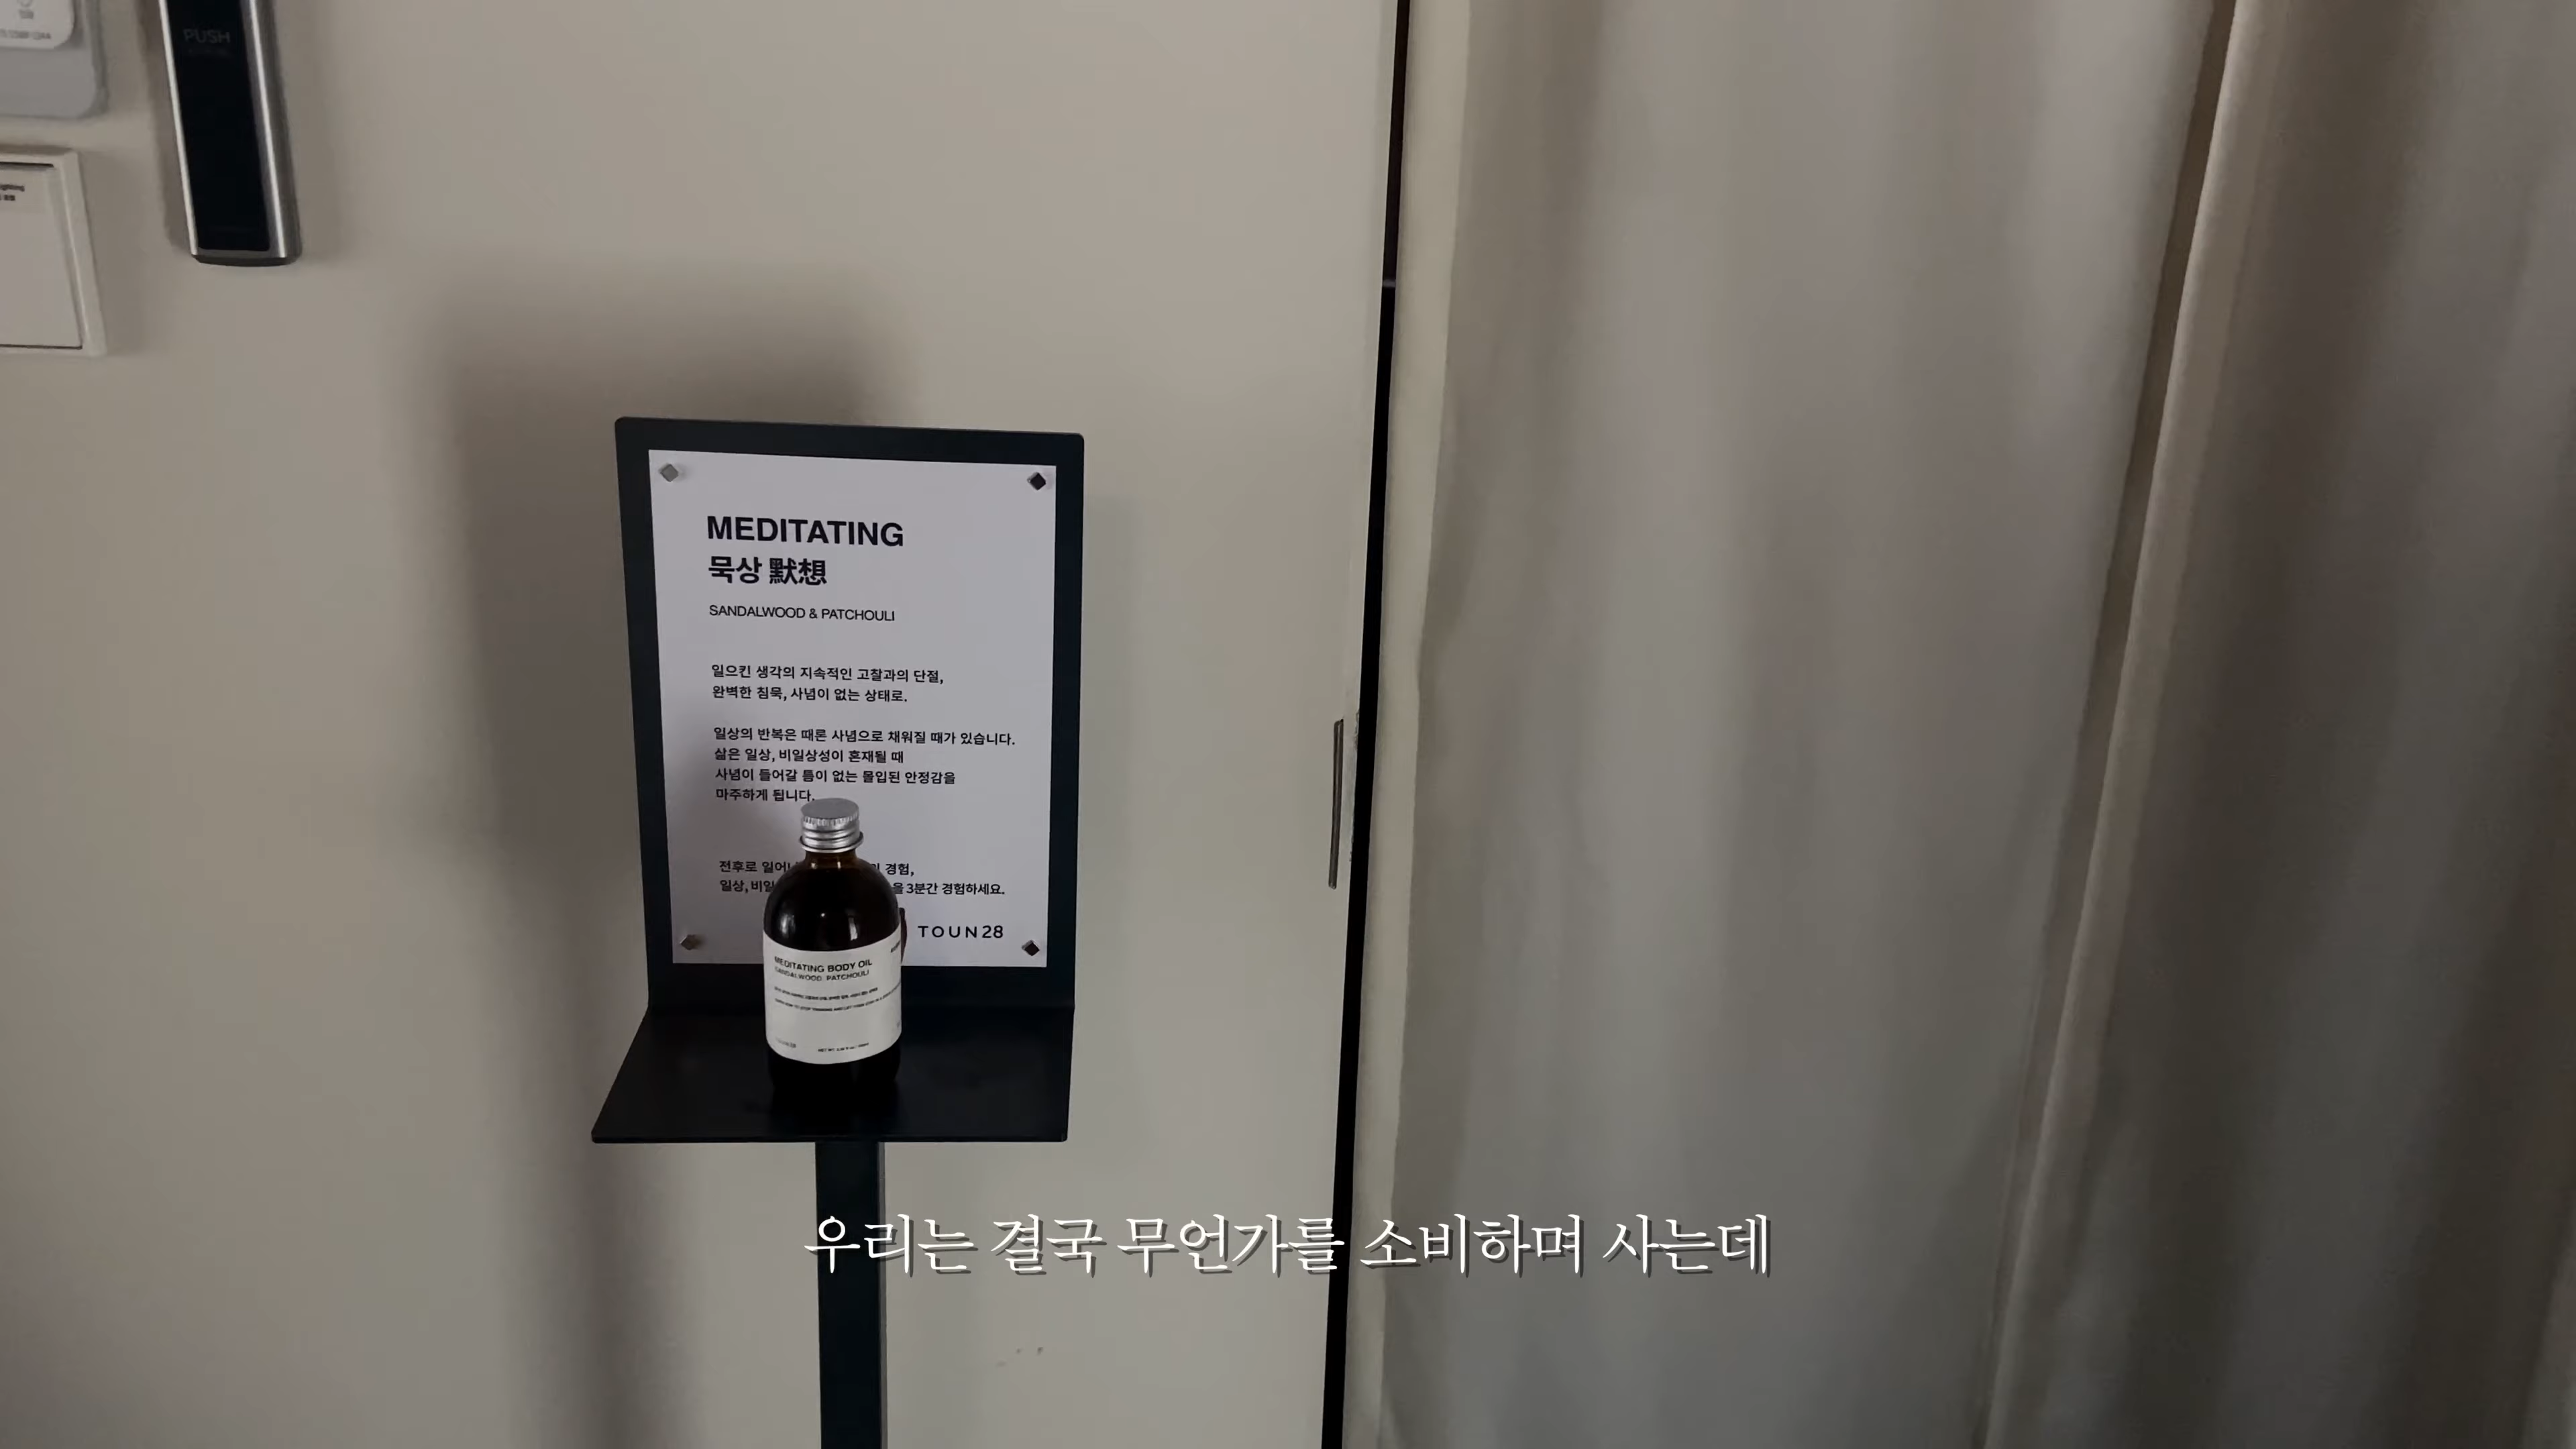 PUSH
MEDITATING
묵상 默想
SANDALWOOD & PATCHOULI
일으킨 생각의 지속적인 고찰과의 단절,
완벽한 침묵, 사념이 없는 상태로.
일상의 반복은 때론 사념으로 채워질 때가 있습니다.
삶은 일상, 비일상성이 혼재될 때
사념이 들어갈 틈이 없는 몰입된 안정감을
마주하게 됩니다.
전후로 경험,
일상, 3분간 경험하세요.
TOUN28
MEDITATING BODY OIL
SANDALWOOD, PATCHOULI
우리는 결국 무언가를 소비하며 사는데